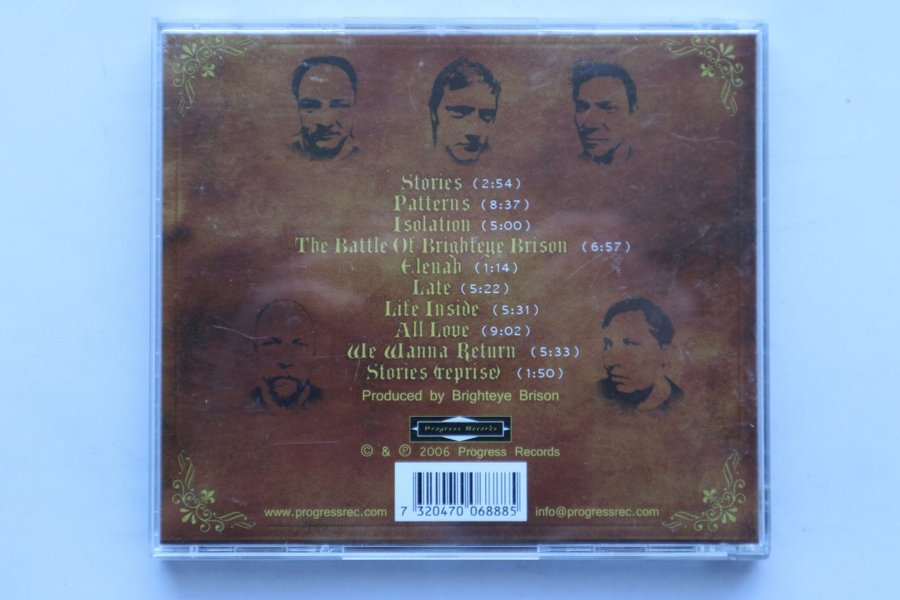 Stories (2:54)
Patterns (8:37)
Isolation (5:00)
The Battle Of Brighteye Brison (6:57)
Elenah (1:14)
Late (5:22)
Life Inside (5:31)
All Love (9:02)
We Wanna Return (5:33)
Stories (reprise) (1:50)
Produced by Brighteye Brison
Progress Records
© & ℗ 2006 Progress Records
www.progressrec.com
7 320470 068885
info@progressrec.com